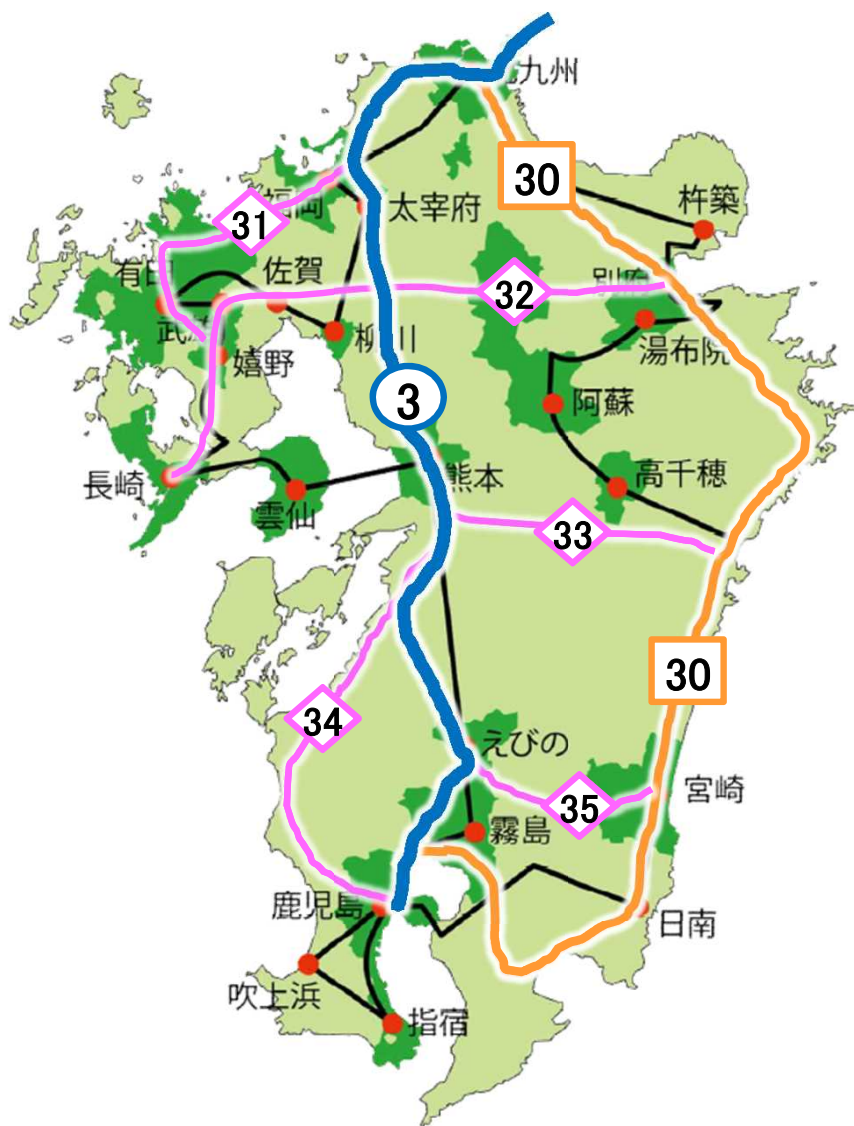 九州
30
杵築
太宰府
福岡
31
有田
佐賀
別府
32
武雄
柳川
湯布院
嬉野
3
阿蘇
長崎
熊本
高千穂
雲仙
33
30
34
えびの
宮崎
35
霧島
鹿児島
日南
吹上浜
指宿